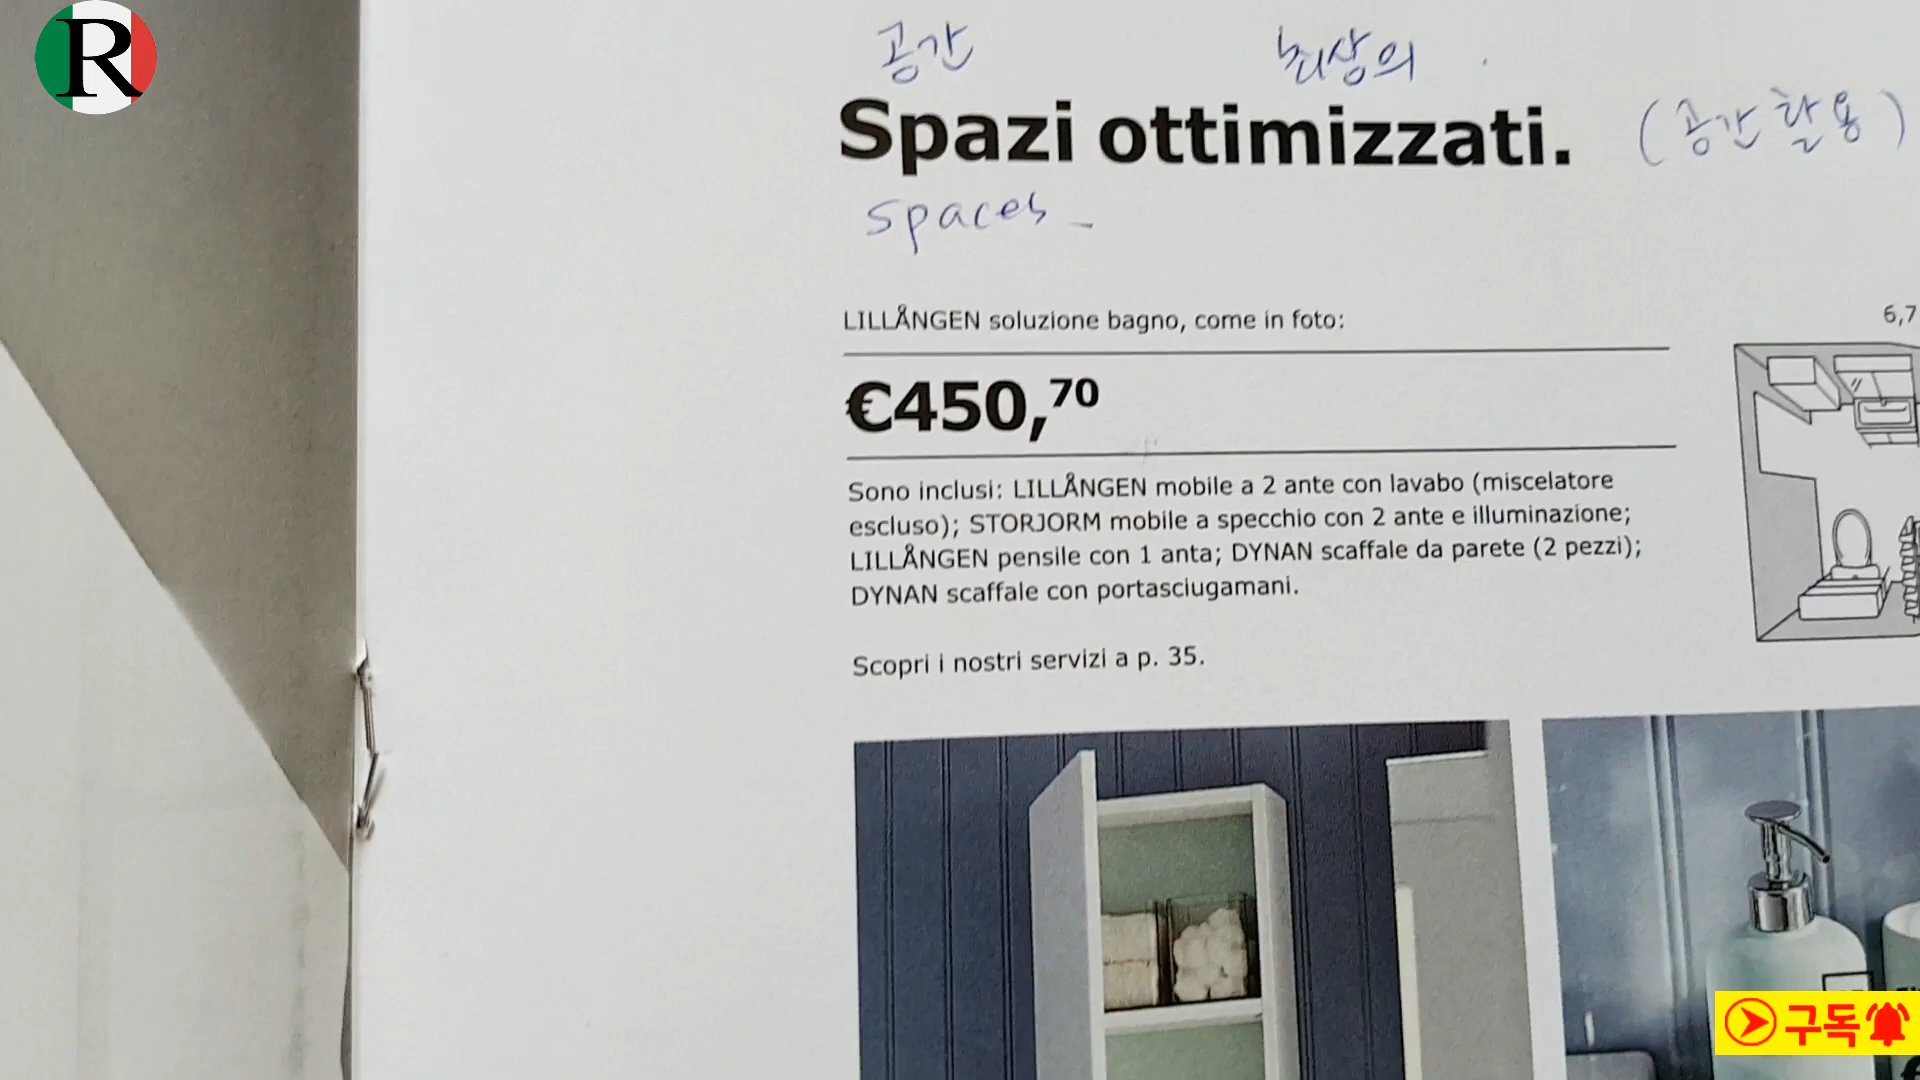 R
공간 최상의
Spazi ottimizzati. (공간 활용)
spaces
LILLÅNGEN soluzione bagno, come in foto:
6,7
€450,70
Sono inclusi: LILLÅNGEN mobile a 2 ante con lavabo (miscelatore
escluso); STORJORM mobile a specchio con 2 ante e illuminazione;
LILLÅNGEN pensile con 1 anta; DYNAN scaffale da parete (2 pezzi);
DYNAN scaffale con portasciugamani.
Scopri i nostri servizi a p. 35.
구독